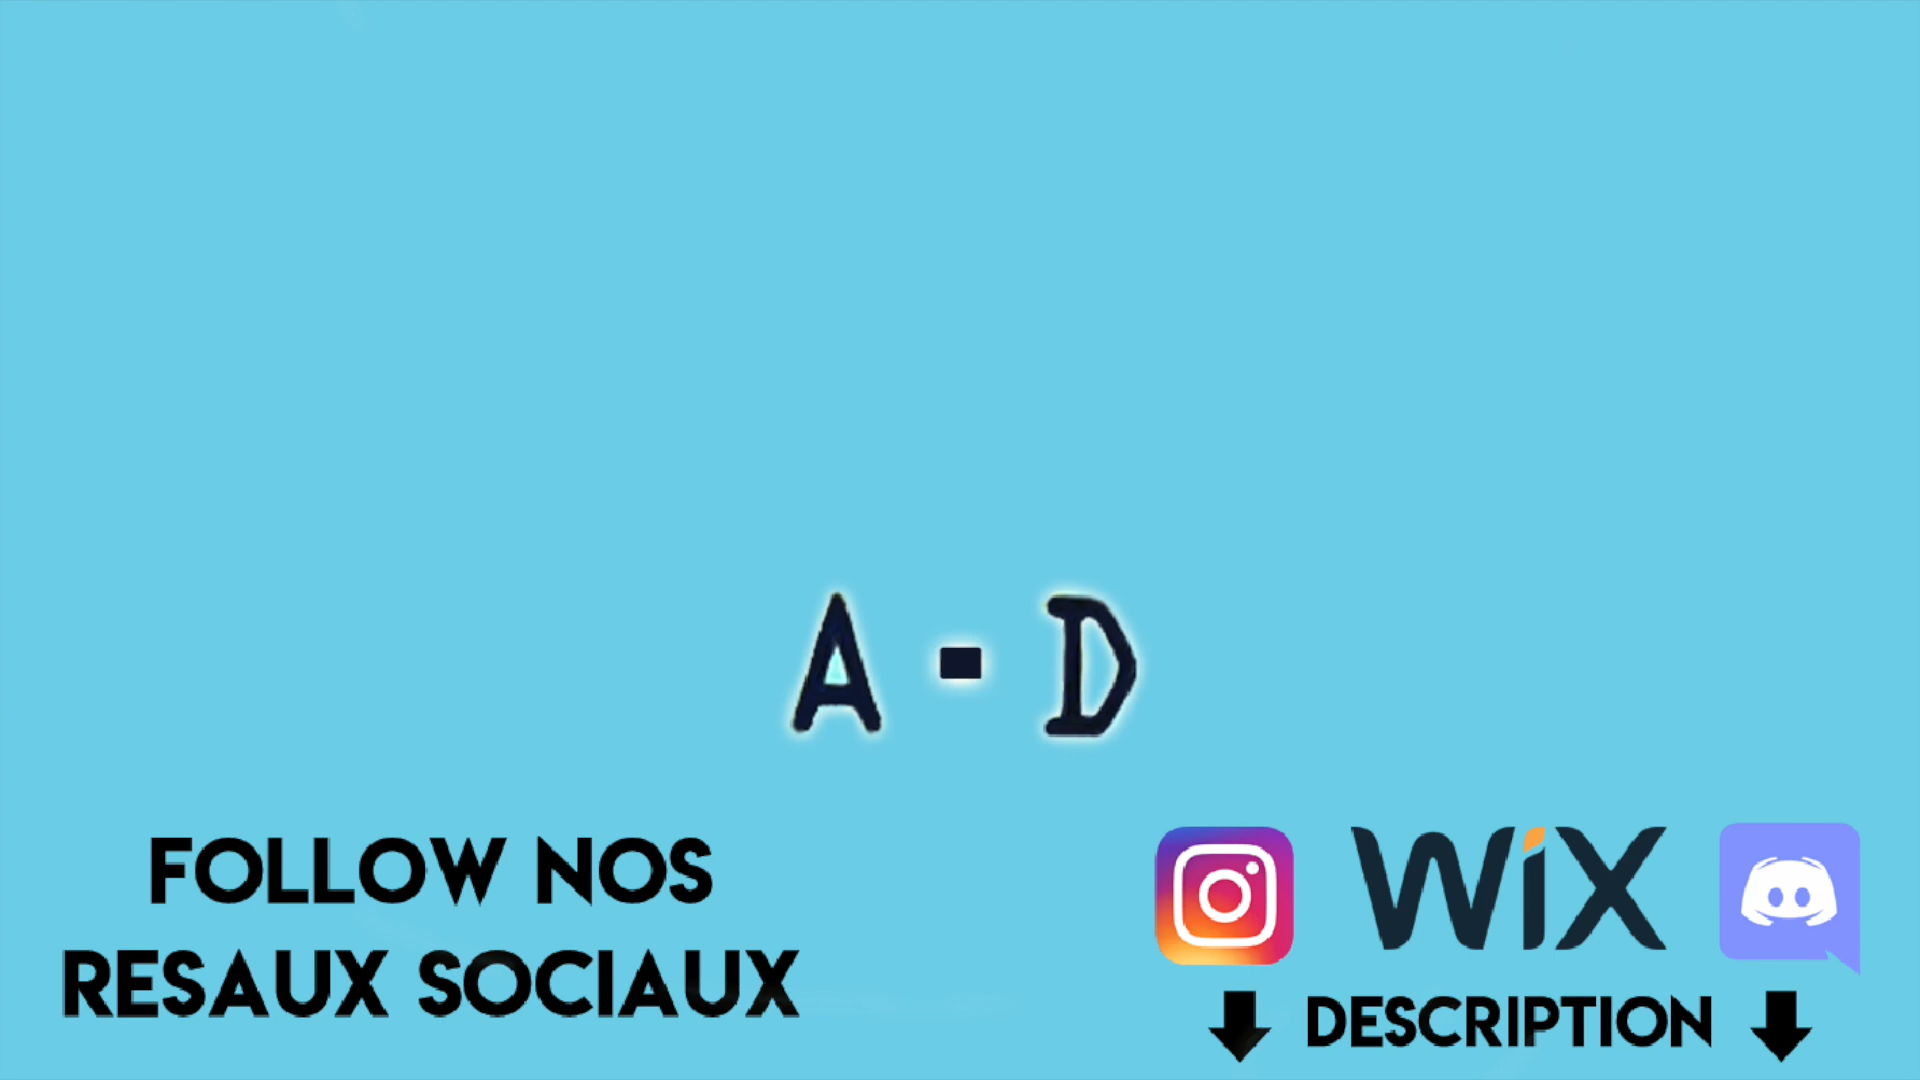 A - D
FOLLOW NOS
RESAUX SOCIAUX
WiX
DESCRIPTION